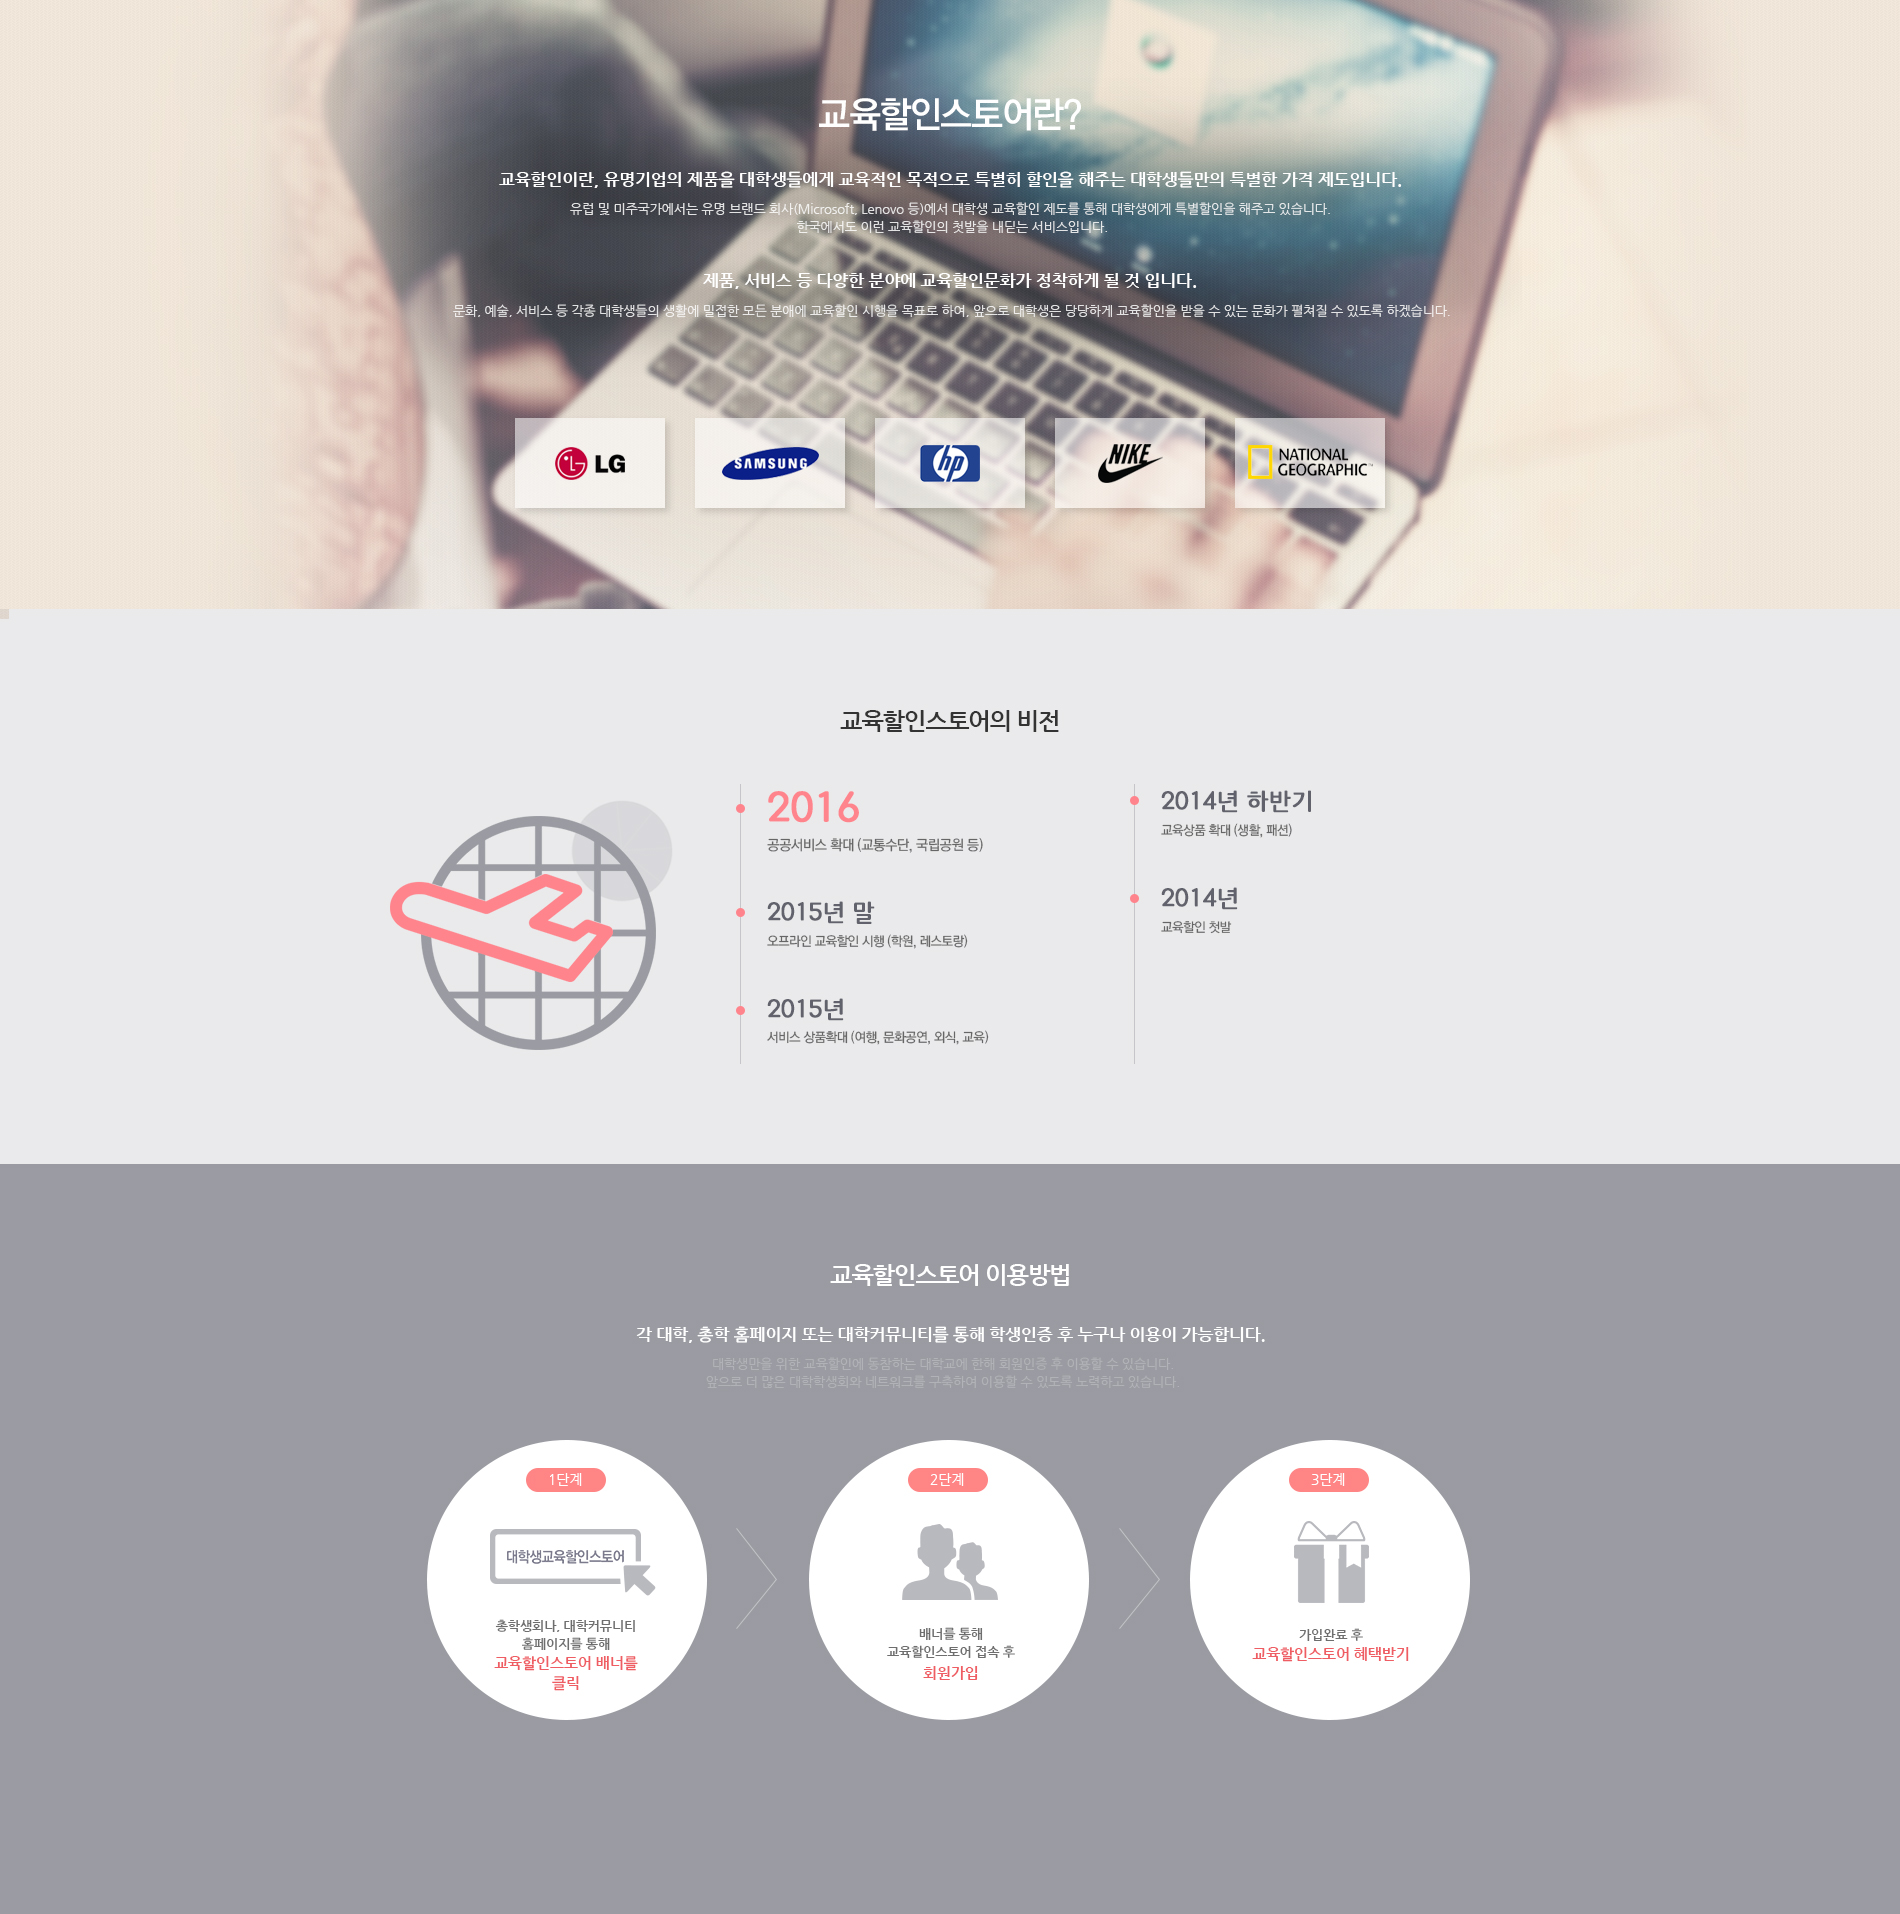 교육할인스토어란?
교육할인이란, 유명기업의 제품을 대학생들에게 교육적인 목적으로 특별히 할인을 해주는 대학생들만의 특별한 가격 제도입니다.
유럽 및 미주국가에서는 유명 브랜드 회사(Microsoft, Lenovo 등)에서 대학생 교육할인 제도를 통해 대학생에게 특별할인을 해주고 있습니다.
한국에서도 이런 교육할인의 첫발을 내딛는 서비스입니다.
제품, 서비스 등 다양한 분야에 교육할인문화가 정착하게 될 것 입니다.
문화, 예술, 서비스 등 각종 대학생들의 생활에 밀접한 모든 분애에 교육할인 시행을 목표로 하여, 앞으로 대학생은 당당하게 교육할인을 받을 수 있는 문화가 펼쳐질 수 있도록 하겠습니다.
LG
SAMSUNG
hp
NIKE
NATIONAL
GEOGRAPHIC™
교육할인스토어의 비전
2016
공공서비스 확대 (교통수단, 국립공원 등)
2015년 말
오프라인 교육할인 시행 (학원, 레스토랑)
2015년
서비스 상품확대 (여행, 문화공연, 외식, 교육)
2014년 하반기
교육상품 확대 (생활, 패션)
2014년
교육할인 첫발
교육할인스토어 이용방법
각 대학, 총학 홈페이지 또는 대학커뮤니티를 통해 학생인증 후 누구나 이용이 가능합니다.
대학생만을 위한 교육할인에 동참하는 대학교에 한해 회원인증 후 이용할 수 있습니다.
앞으로 더 많은 대학학생회와 네트워크를 구축하여 이용할 수 있도록 노력하고 있습니다.
1단계
대학생교육할인스토어
총학생회나, 대학커뮤니티
홈페이지를 통해
교육할인스토어 배너를
클릭
2단계
배너를 통해
교육할인스토어 접속 후
회원가입
3단계
가입완료 후
교육할인스토어 혜택받기